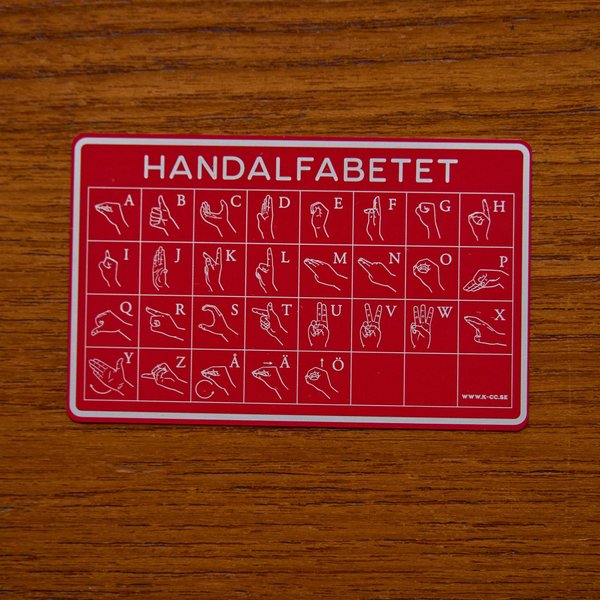 HANDALFABETET
A B C D E F G H
I J K L M N O P
Q R S T U V W X
Y Z Å Ä Ö
WWW.K-CC.SE